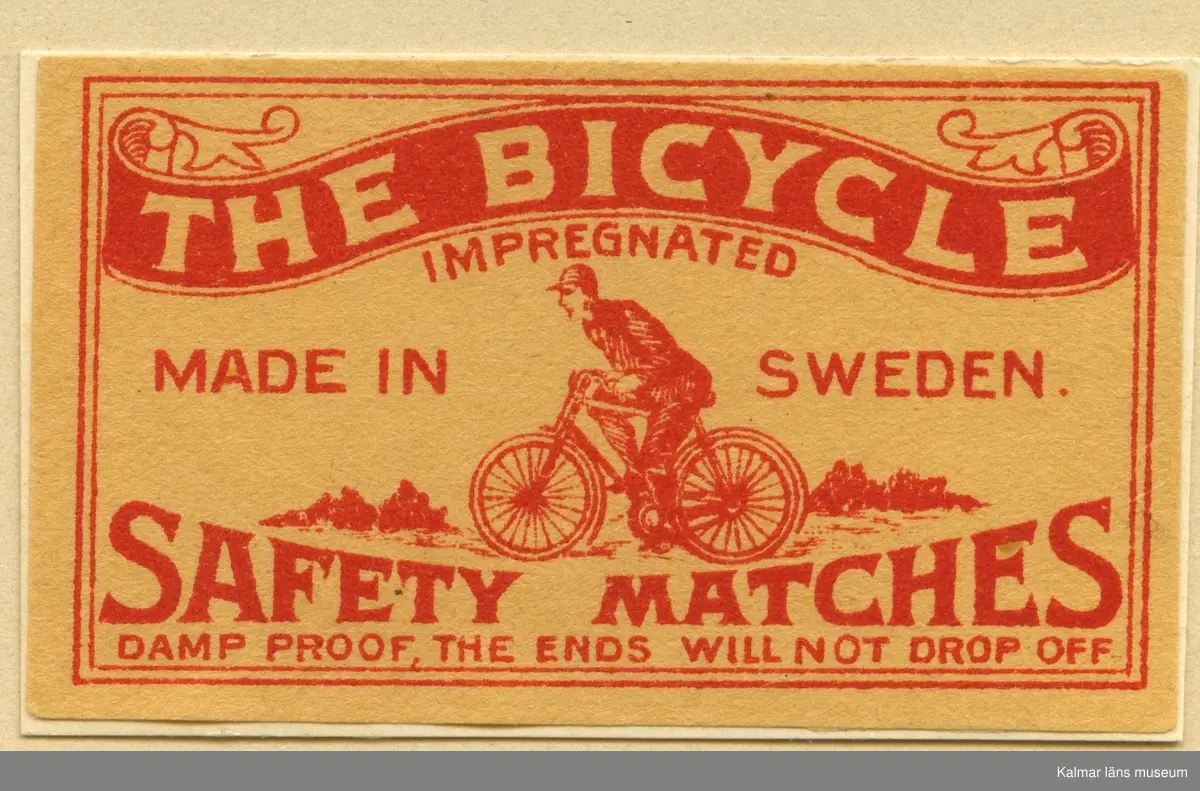 THE BICYCLE
IMPREGNATED
MADE IN SWEDEN.
SAFETY MATCHES
DAMP PROOF, THE ENDS WILL NOT DROP OFF.
Kalmar läns museum